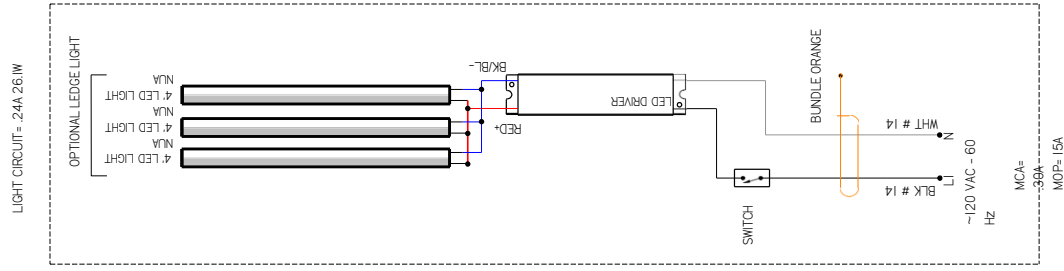 LIGHT CIRCUIT= .24A 26.1W
OPTIONAL LEDGE LIGHT
NUA
4' LED LIGHT
NUA
4' LED LIGHT
NUA
4' LED LIGHT
BK/BL-
RED+
LED DRIVER
SWITCH
BUNDLE ORANGE
WHT # 14
N
BLK # 14
L1
~120 VAC - 60
Hz
MCA=
.30A
MOP= 15A